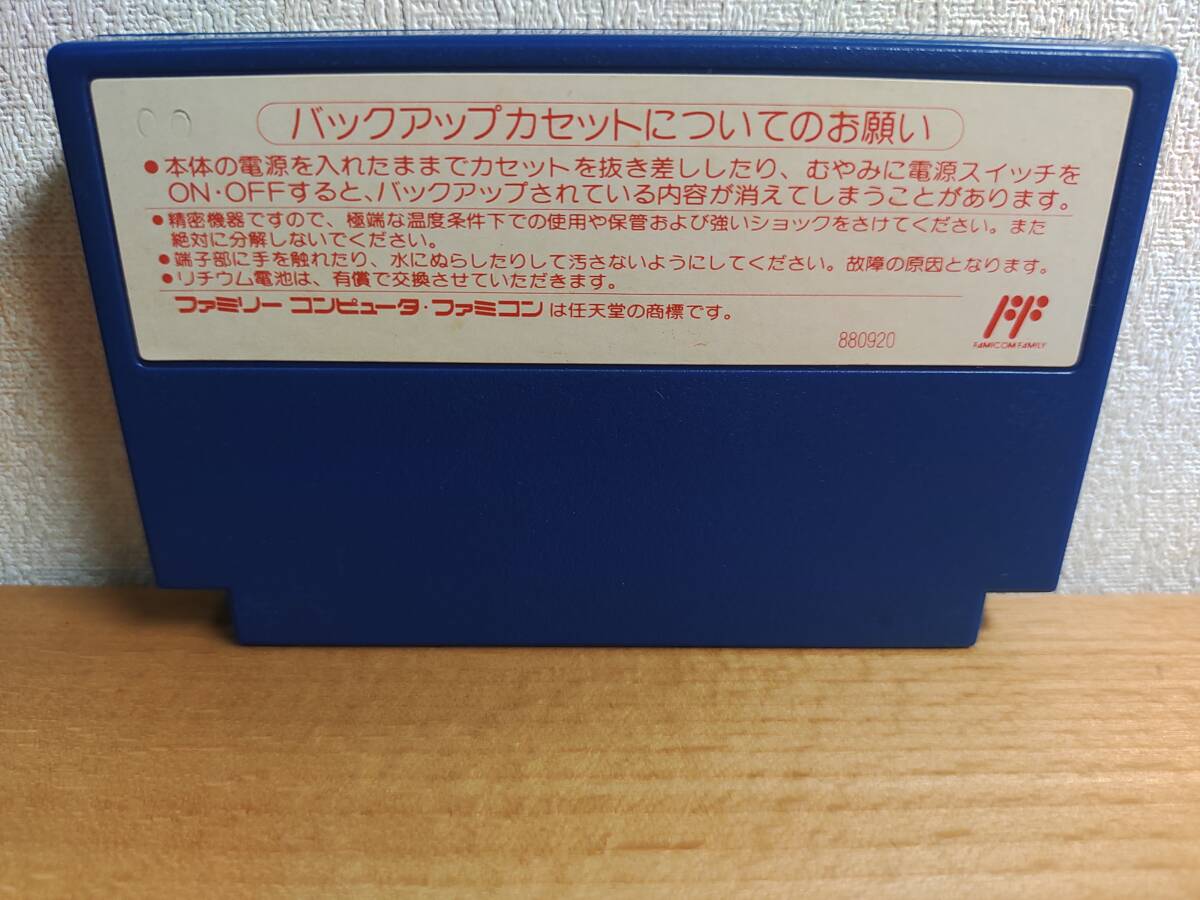 バックアップカセットについてのお願い
●本体の電源を入れたままでカセットを抜き差ししたり、むやみに電源スイッチを
ON・OFFすると、バックアップされている内容が消えてしまうことがあります。
●精密機器ですので、極端な温度条件下での使用や保管および強いショックをさけてください。また
絶対に分解しないでください。
●端子部に手を触れたり、水にぬらしたりして汚さないようにしてください。故障の原因となります。
●リチウム電池は、有償で交換させていただきます。
ファミリー コンピュータ・ファミコン は任天堂の商標です。
880920
FAMICOM FAMILY